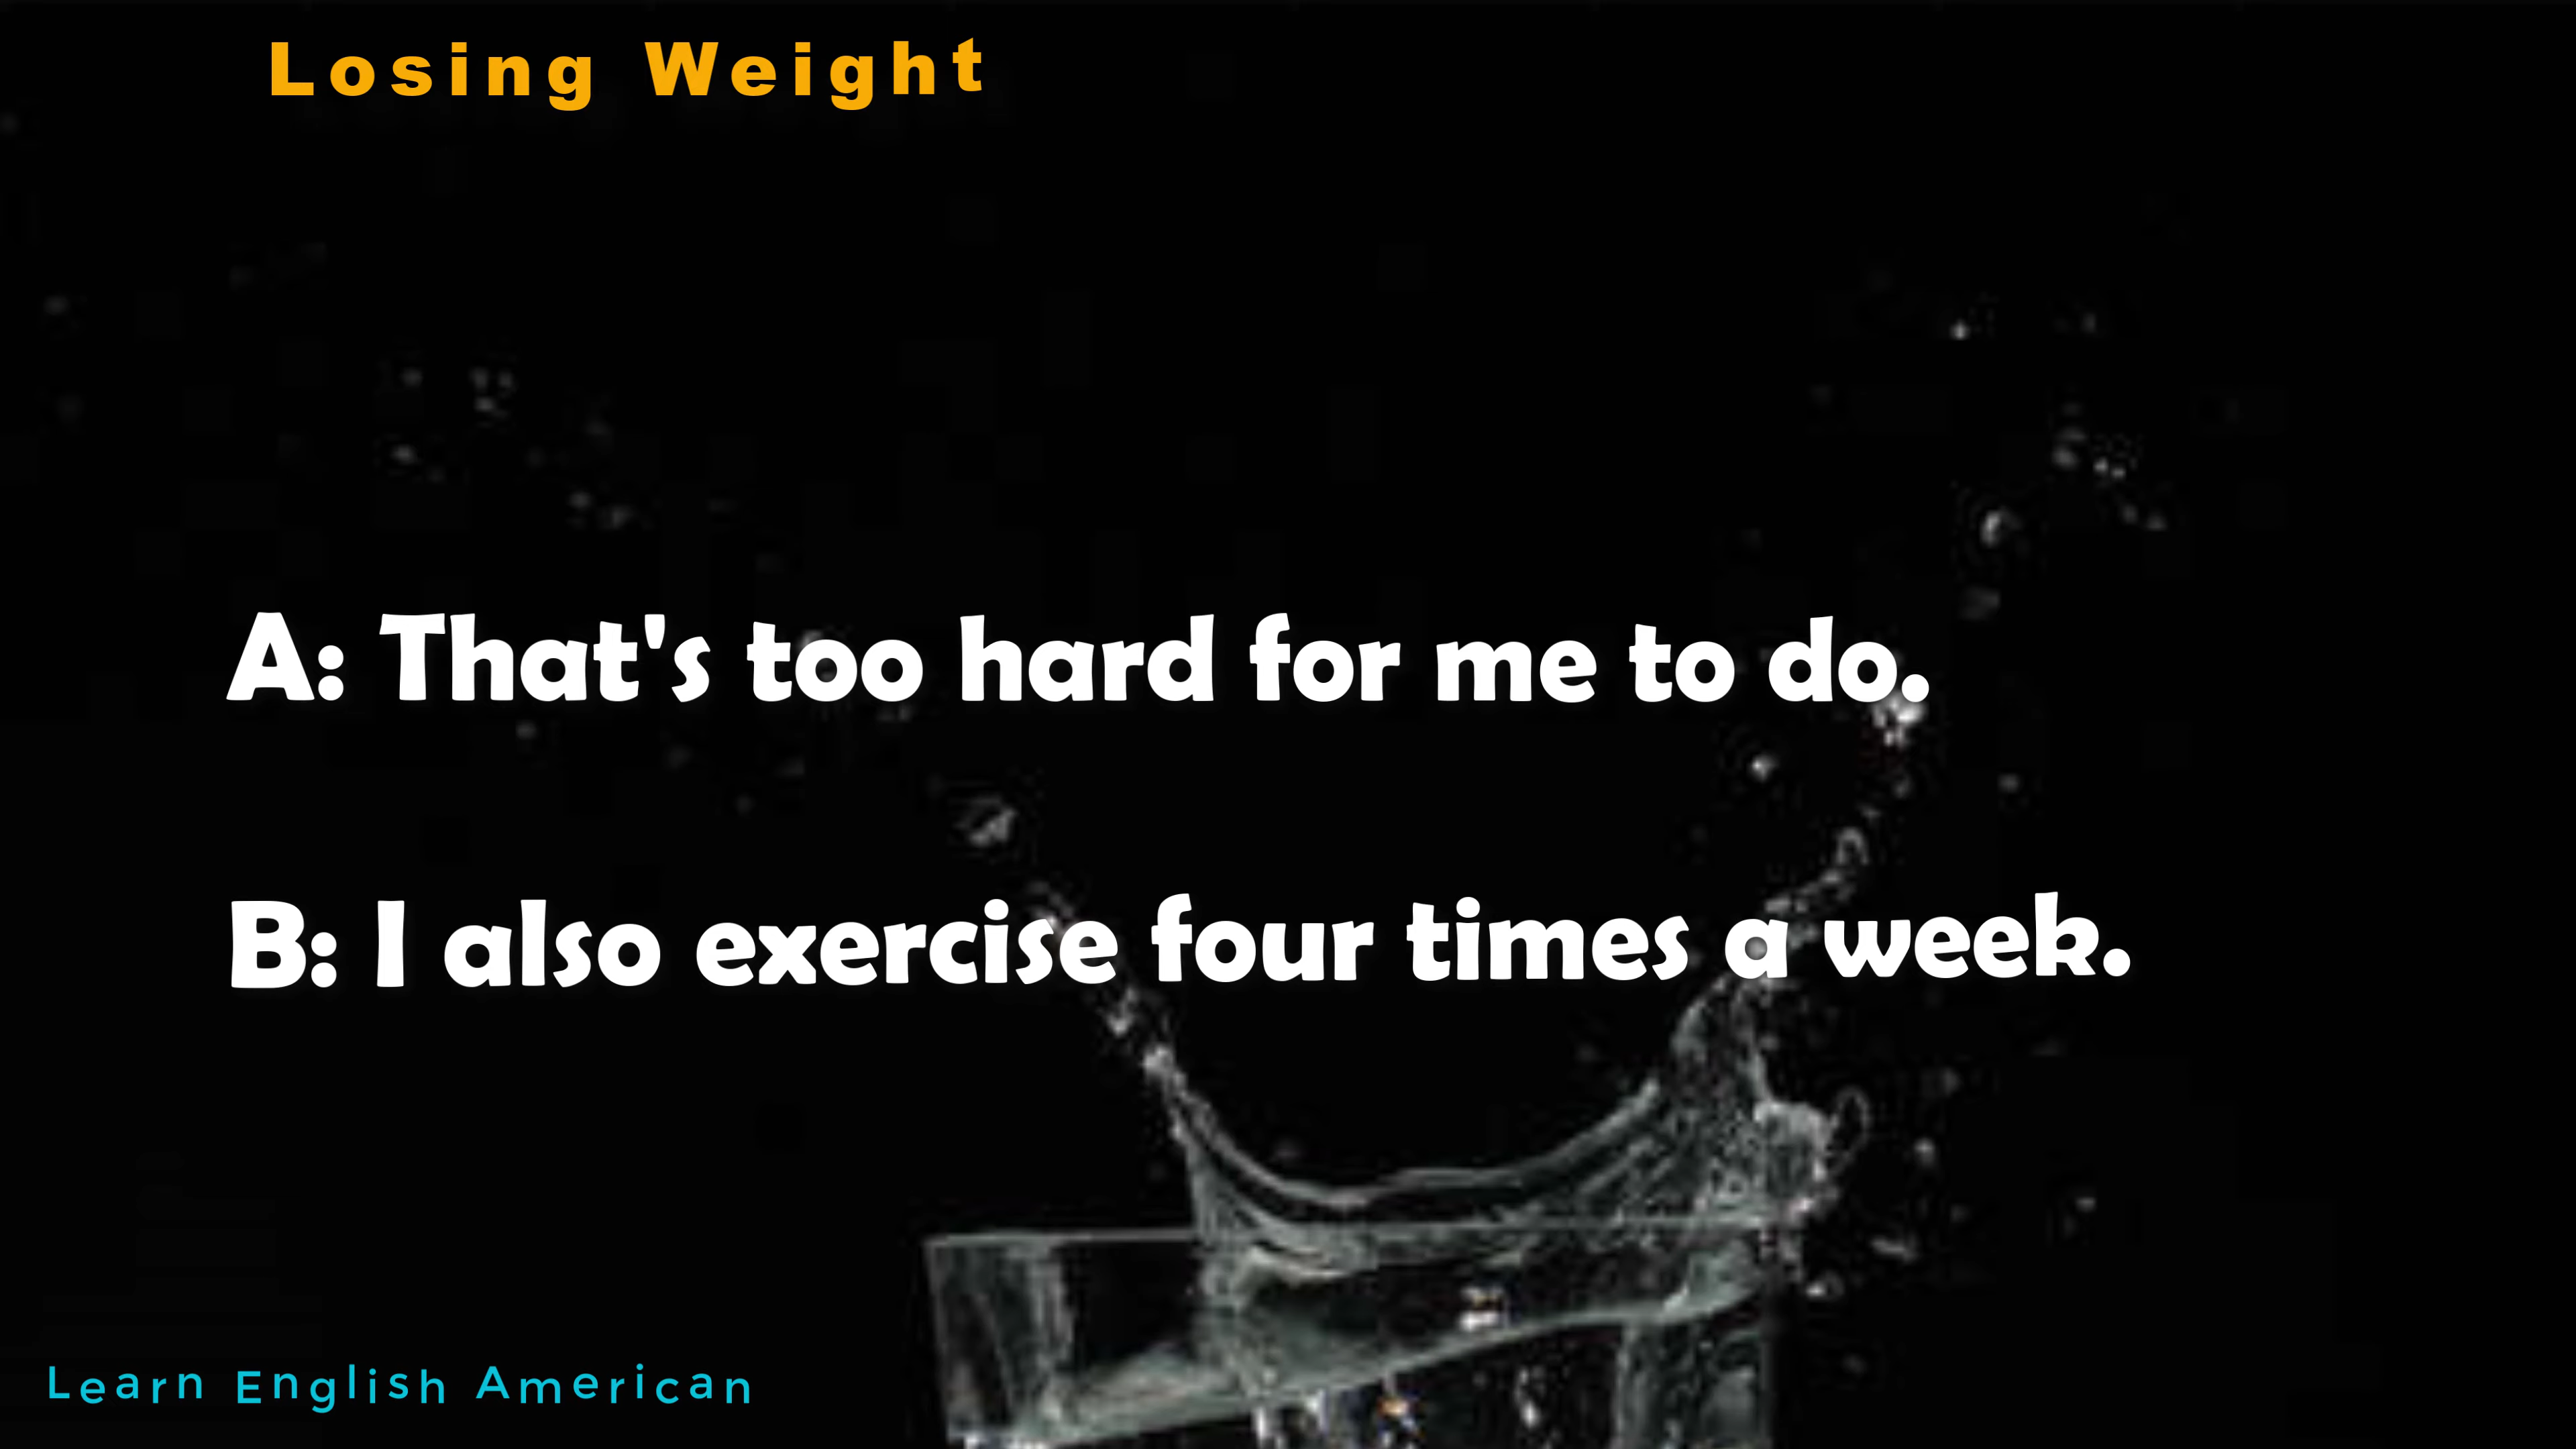 Losing Weight
A: That's too hard for me to do.
B: I also exercise four times a week.
Learn English American